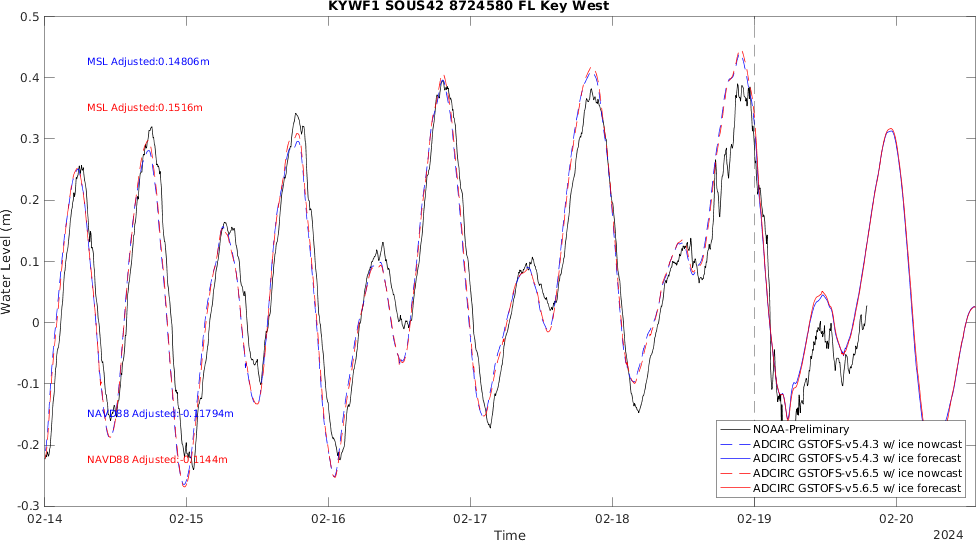 KYWF1 SOUS42 8724580 FL Key West
0.5
0.4
0.3
0.2
0.1
0
-0.1
-0.2
-0.3
Water Level (m)
MSL Adjusted:0.14806m
MSL Adjusted:0.1516m
NAVD88 Adjusted:-0.11794m
NAVD88 Adjusted:-0.1144m
NOAA-Preliminary
ADCIRC GSTOFS-v5.4.3 w/ ice nowcast
ADCIRC GSTOFS-v5.4.3 w/ ice forecast
ADCIRC GSTOFS-v5.6.5 w/ ice nowcast
ADCIRC GSTOFS-v5.6.5 w/ ice forecast
02-14 02-15 02-16 02-17 02-18 02-19 02-20
Time
2024